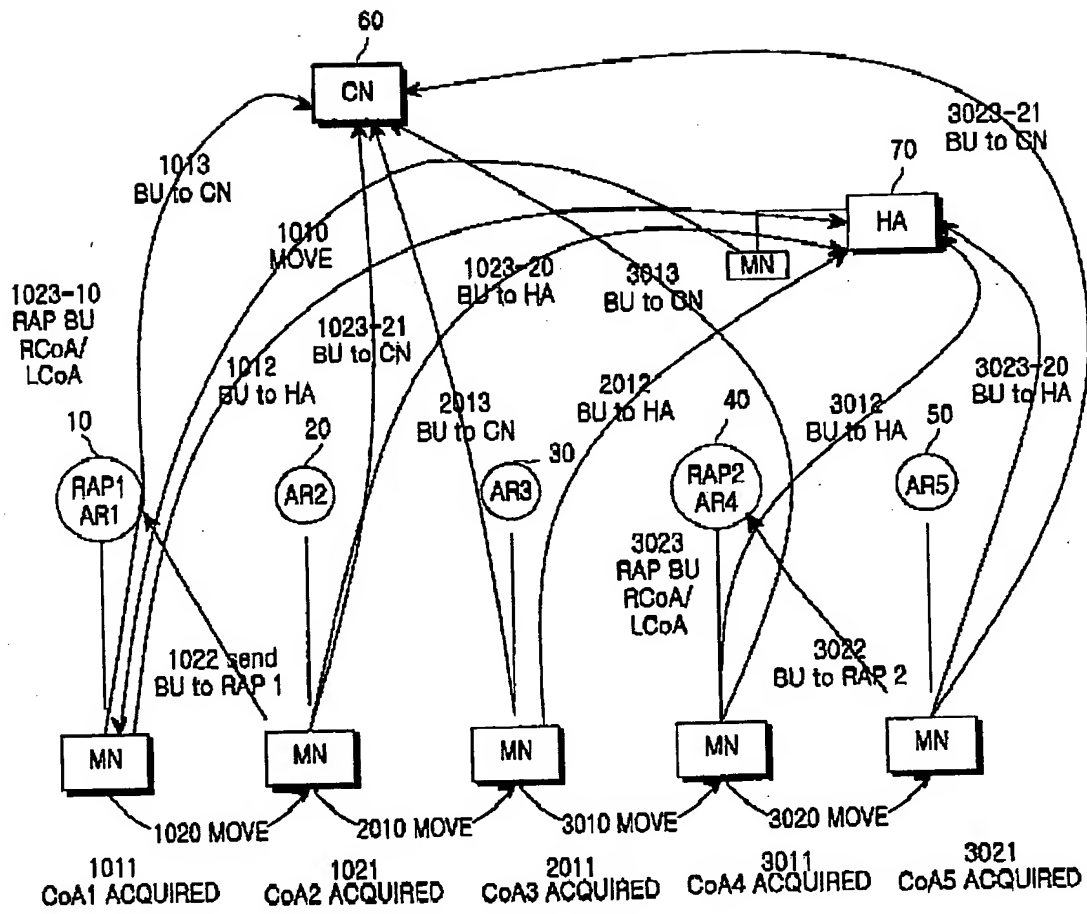 60
CN
1013
BU to CN
1010
MOVE
3023-21
BU to CN
70
HA
MN
1023-20
BU to HA
3013
BU to CN
1023-10
RAP BU
RCoA/
LCoA
1023-21
BU to CN
1012
BU to HA
2013
BU to CN
2012
BU to HA
3012
BU to HA
3023-20
BU to HA
10
RAP1
AR1
20
AR2
30
AR3
40
RAP2
AR4
50
AR5
3023
RAP BU
RCoA/
LCoA
1022 send
BU to RAP 1
3022
BU to RAP 2
MN
MN
MN
MN
MN
1020 MOVE
2010 MOVE
3010 MOVE
3020 MOVE
1011
CoA1 ACQUIRED
1021
CoA2 ACQUIRED
2011
CoA3 ACQUIRED
3011
CoA4 ACQUIRED
3021
CoA5 ACQUIRED